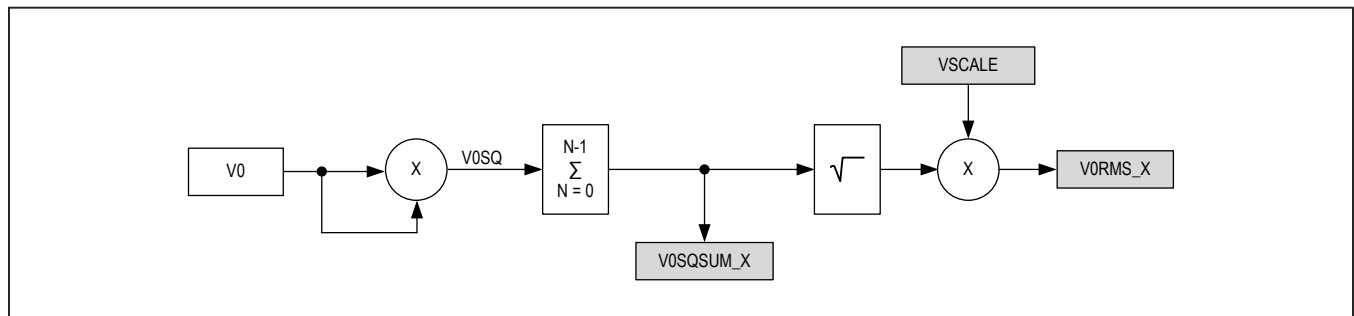 VSCALE
V0
X
V0SQ
N-1
Σ
N = 0
√
X
V0RMS_X
V0SQSUM_X